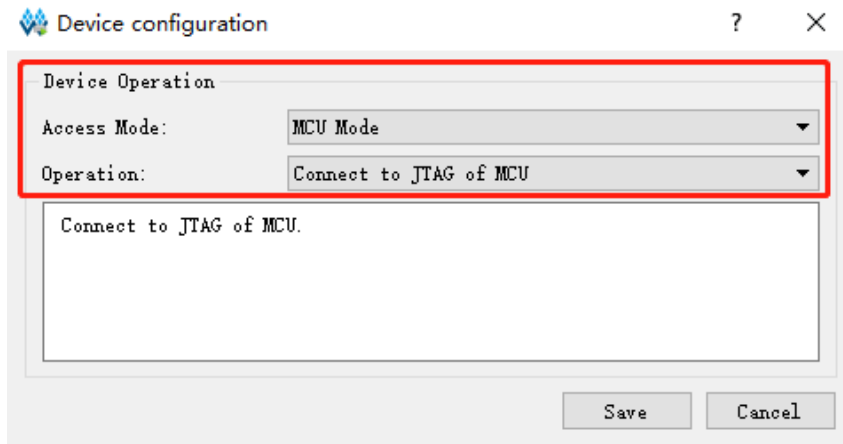 Device configuration
Device Operation
Access Mode: MCU Mode
Operation: Connect to JTAG of MCU
Connect to JTAG of MCU.
Save Cancel